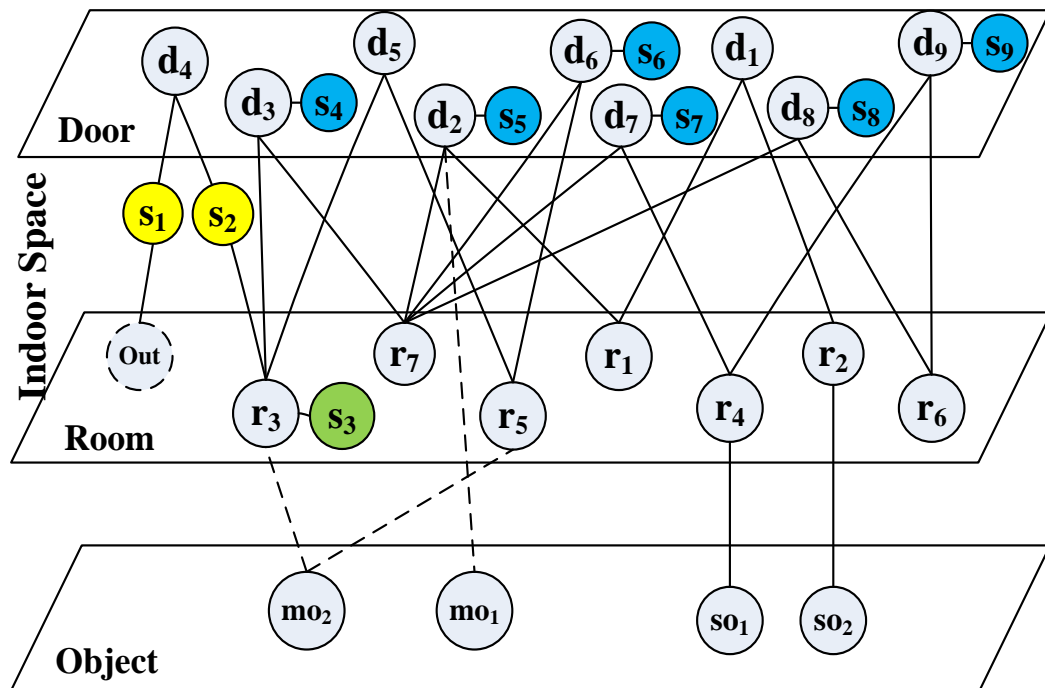 d5
d6
s6
d1
d9
s9
d4
d3
s4
d2
s5
d7
s7
d8
s8
Door
s1
s2
Indoor Space
Out
r7
r1
r2
r3
s3
r5
r4
r6
Room
mo2
mo1
so1
so2
Object